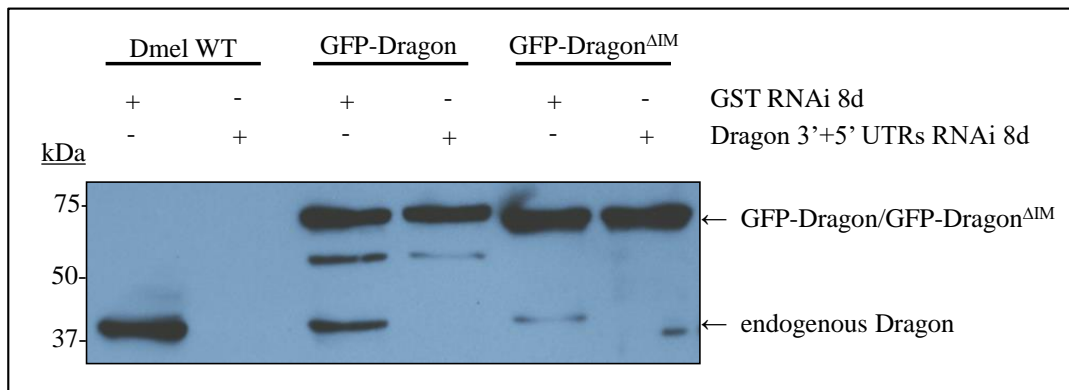 Dmel WT GFP-Dragon GFP-Dragon^ΔIM
+ - + - + - GST RNAi 8d
- + - + - + Dragon 3'+5' UTRs RNAi 8d
kDa
75-
← GFP-Dragon/GFP-Dragon^ΔIM
50-
← endogenous Dragon
37-